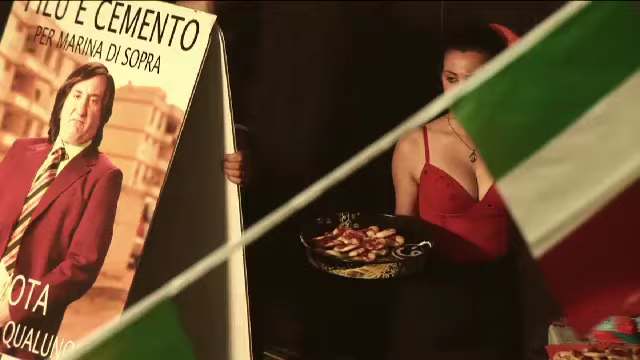 PILU E CEMENTO
PER MARINA DI SOPRA
VOTA
QUALUNQ